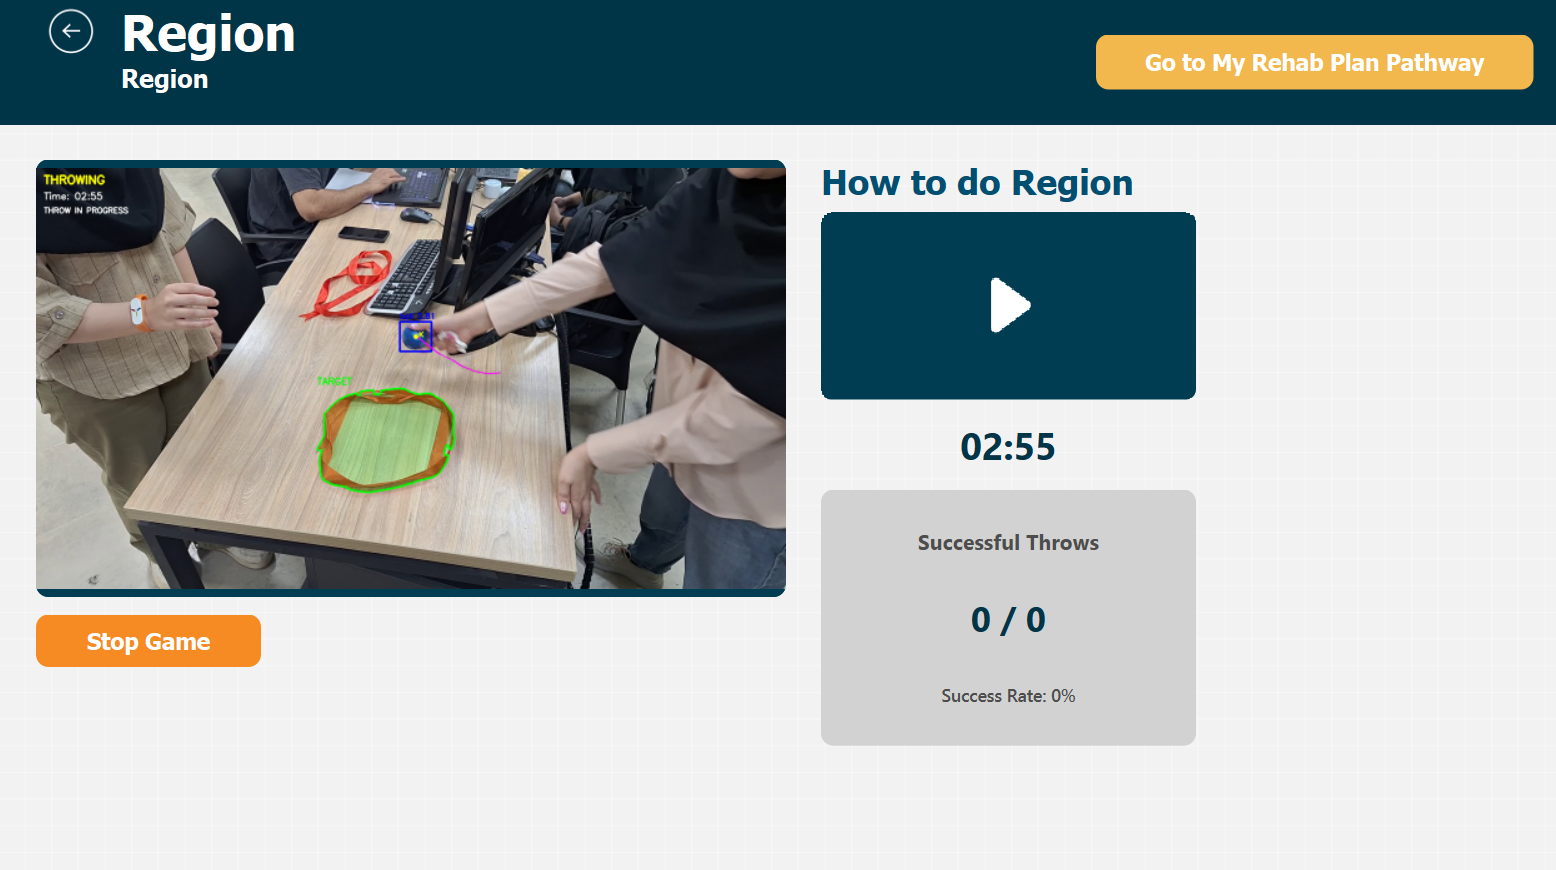 Region
Region
Go to My Rehab Plan Pathway
THROWING
Time: 02:55
THROW IN PROGRESS
TARGET
Stop Game
How to do Region
02:55
Successful Throws
0 / 0
Success Rate: 0%